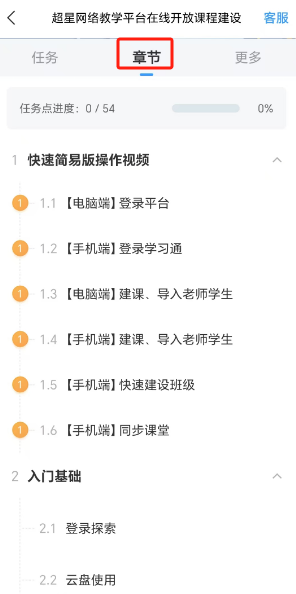 超星网络教学平台在线开放课程建设 客服
任务 章节 更多
任务点进度：0 / 54 0%
1 快速简易版操作视频
1 1.1 【电脑端】登录平台
1 1.2 【手机端】登录学习通
1 1.3 【电脑端】建课、导入老师学生
1 1.4 【手机端】建课、导入老师学生
1 1.5 【手机端】快速建设班级
1 1.6 【手机端】同步课堂
2 入门基础
2.1 登录探索
2.2 云盘使用